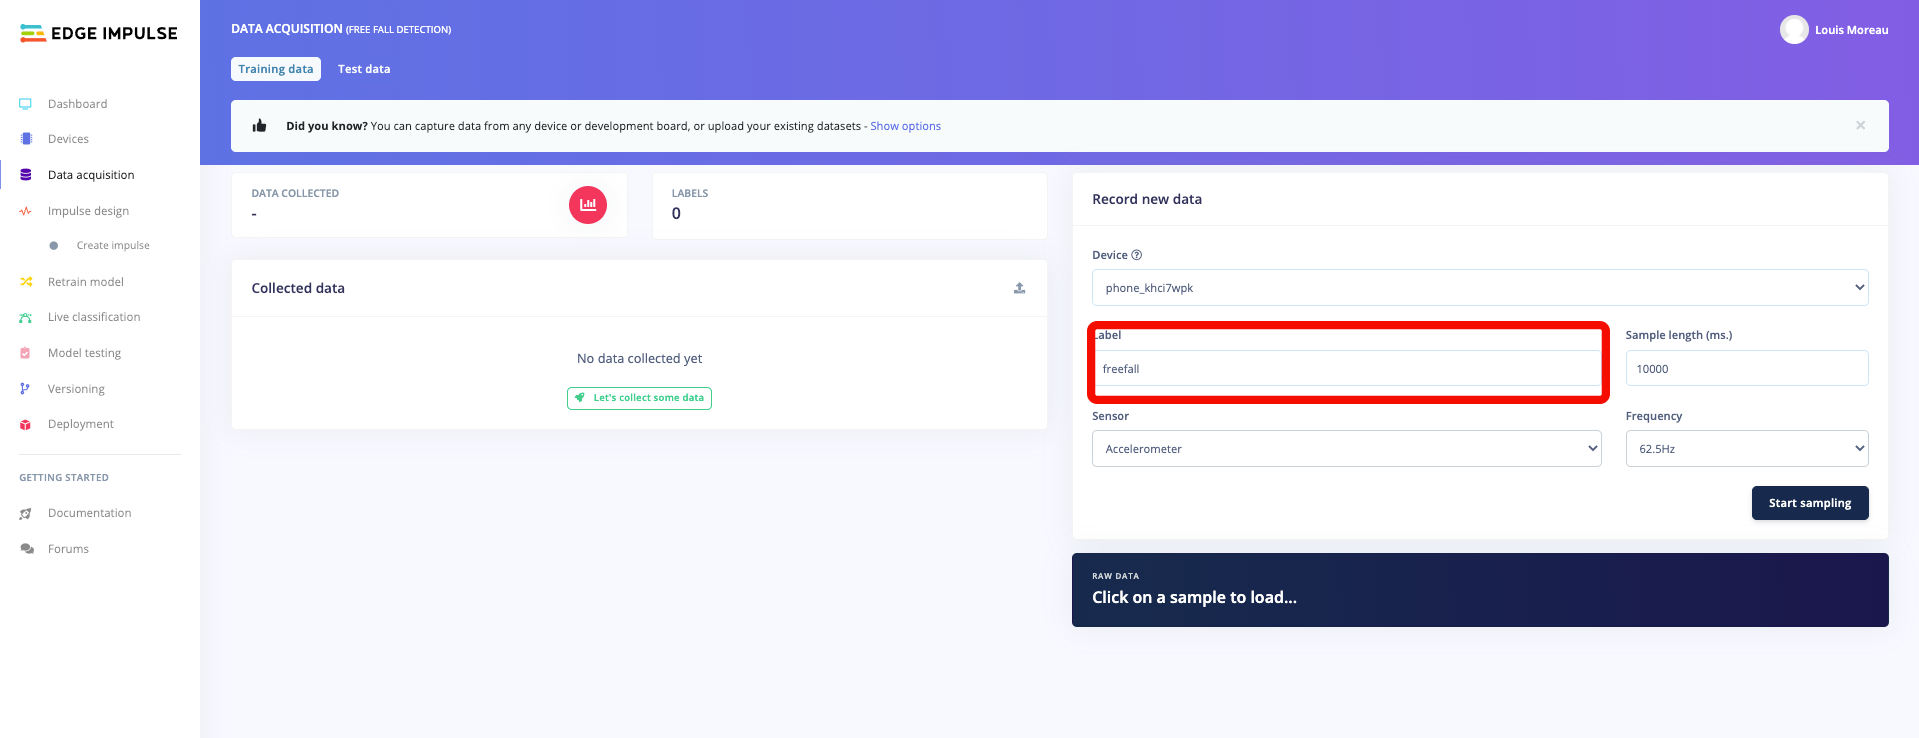 EDGE IMPULSE
Dashboard
Devices
Data acquisition
Impulse design
Create impulse
Retrain model
Live classification
Model testing
Versioning
Deployment
GETTING STARTED
Documentation
Forums
DATA ACQUISITION (FREE FALL DETECTION)
Louis Moreau
Training data
Test data
Did you know? You can capture data from any device or development board, or upload your existing datasets - Show options
×
DATA COLLECTED
-
LABELS
0
Collected data
No data collected yet
Let's collect some data
Record new data
Device
phone_khci7wpk
Label
freefall
Sample length (ms.)
10000
Sensor
Accelerometer
Frequency
62.5Hz
Start sampling
RAW DATA
Click on a sample to load...